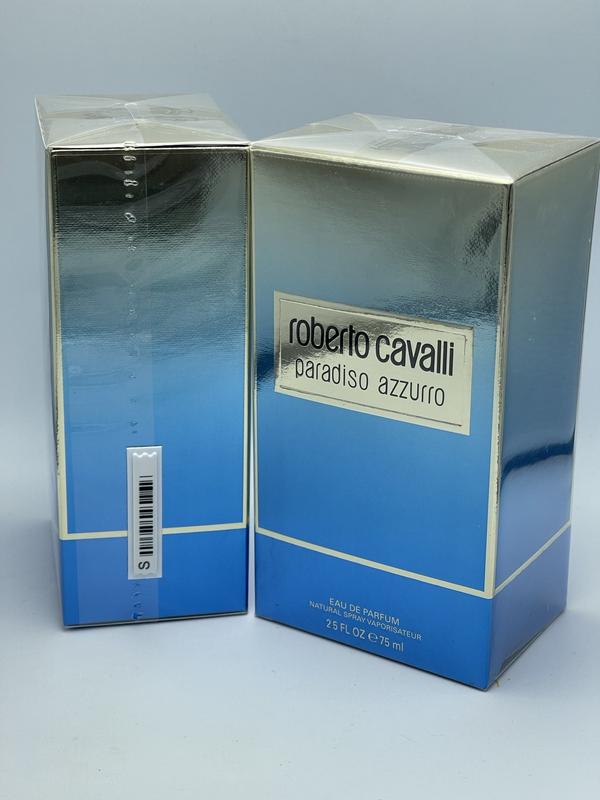 roberto cavalli
paradiso azzurro
EAU DE PARFUM
NATURAL SPRAY VAPORISATEUR
2.5 FL OZ ℮ 75 ml
S